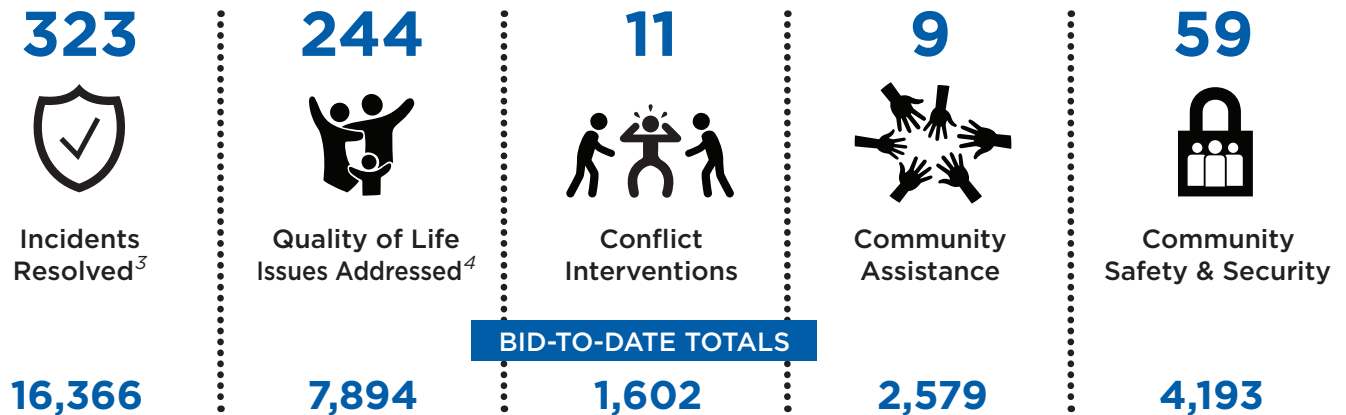 323 244 11 9 59
Incidents Resolved3
Quality of Life Issues Addressed4
Conflict Interventions
Community Assistance
Community Safety & Security
BID-TO-DATE TOTALS
16,366 7,894 1,602 2,579 4,193